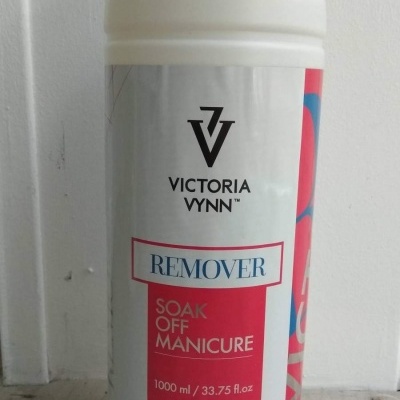 VICTORIA
VYNN™
REMOVER
SOAK
OFF
MANICURE
1000 ml / 33.75 fl.oz